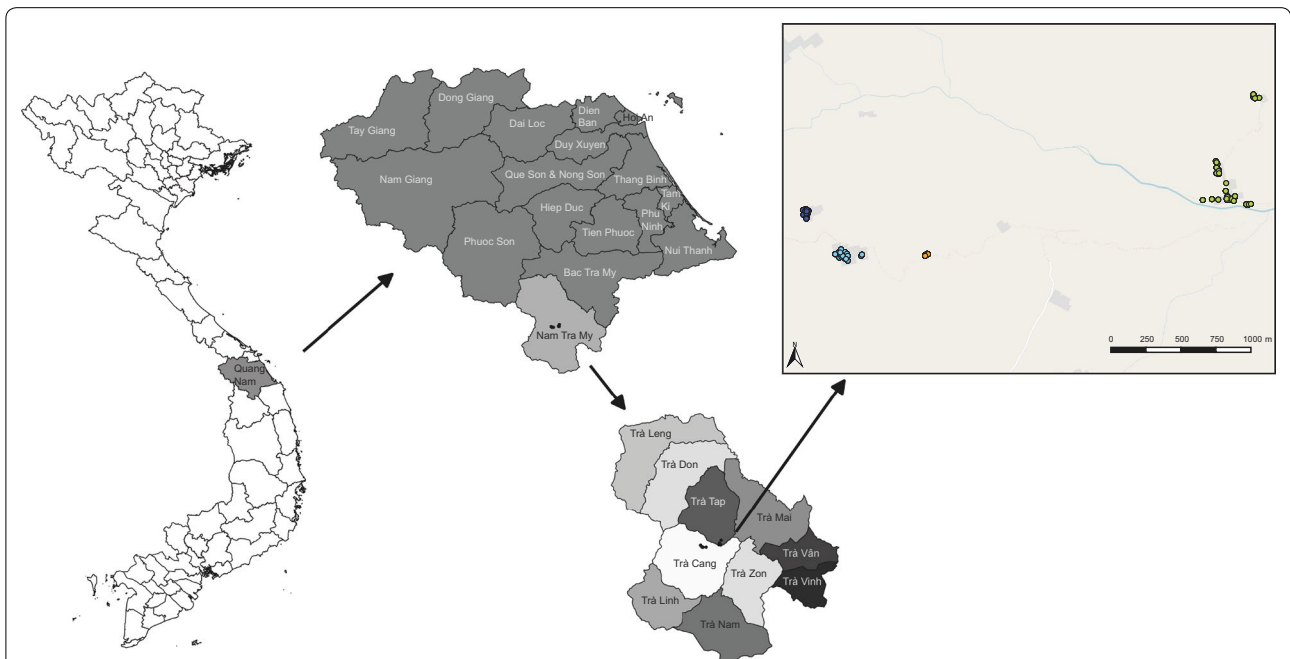 Quang
Nam
Tay Giang
Dong Giang
Dai Loc
Dien
Ban
Hoi An
Duy Xuyen
Nam Giang
Que Son & Nong Son
Thang Binh
Tam
Ki
Hiep Duc
Phu
Ninh
Tien Phuoc
Phuoc Son
Nui Thanh
Bac Tra My
Nam Tra My
Trà Leng
Trà Don
Trà Tap
Trà Mai
Trà Vân
Trà Cang
Trà Zon
Trà Vinh
Trà Linh
Trà Nam
N
0 250 500 750 1000 m